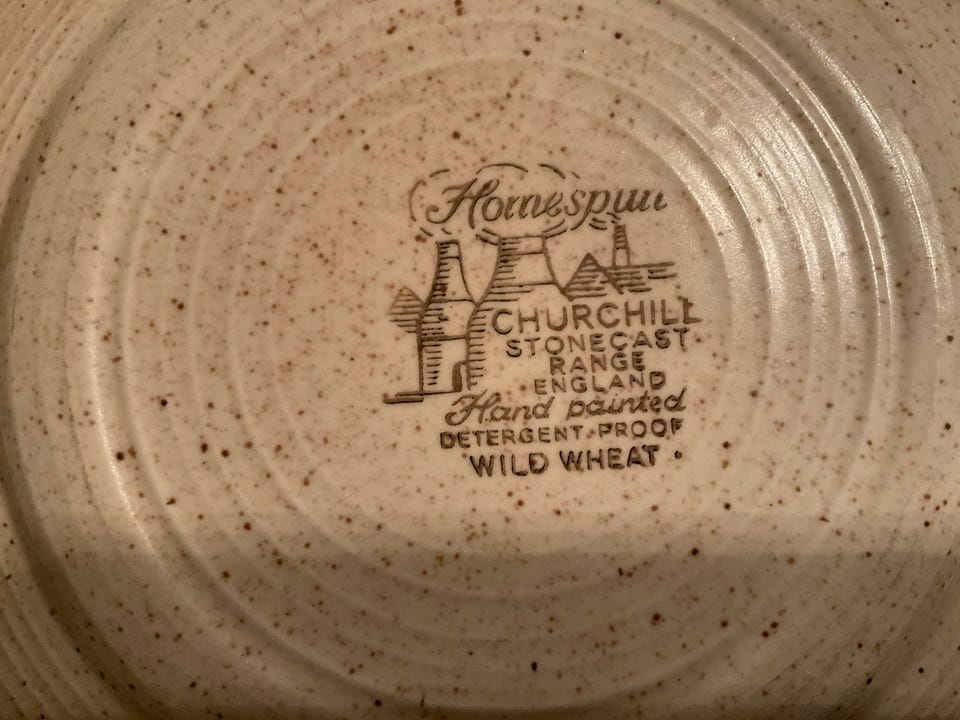 Homespun
CHURCHILL
STONECAST
RANGE
ENGLAND
Hand painted
DETERGENT PROOF
WILD WHEAT